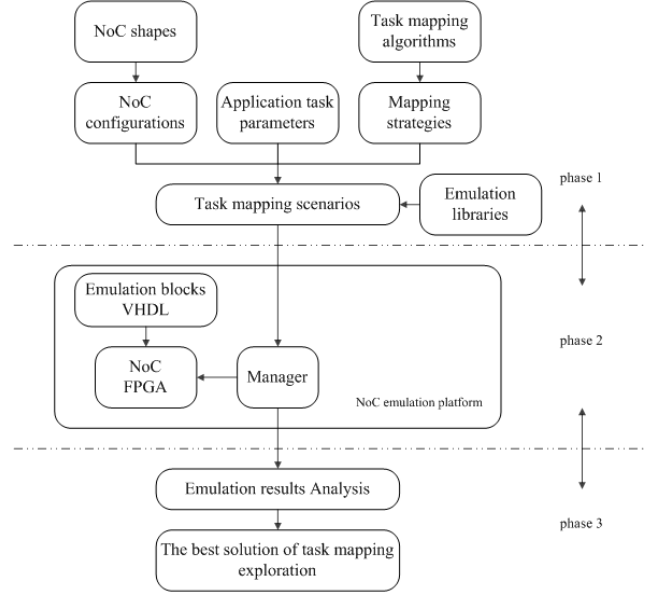 NoC shapes
Task mapping
algorithms
NoC
configurations
Application task
parameters
Mapping
strategies
phase 1
Task mapping scenarios
Emulation
libraries
Emulation blocks
VHDL
phase 2
NoC
FPGA
Manager
NoC emulation platform
Emulation results Analysis
phase 3
The best solution of task mapping
exploration